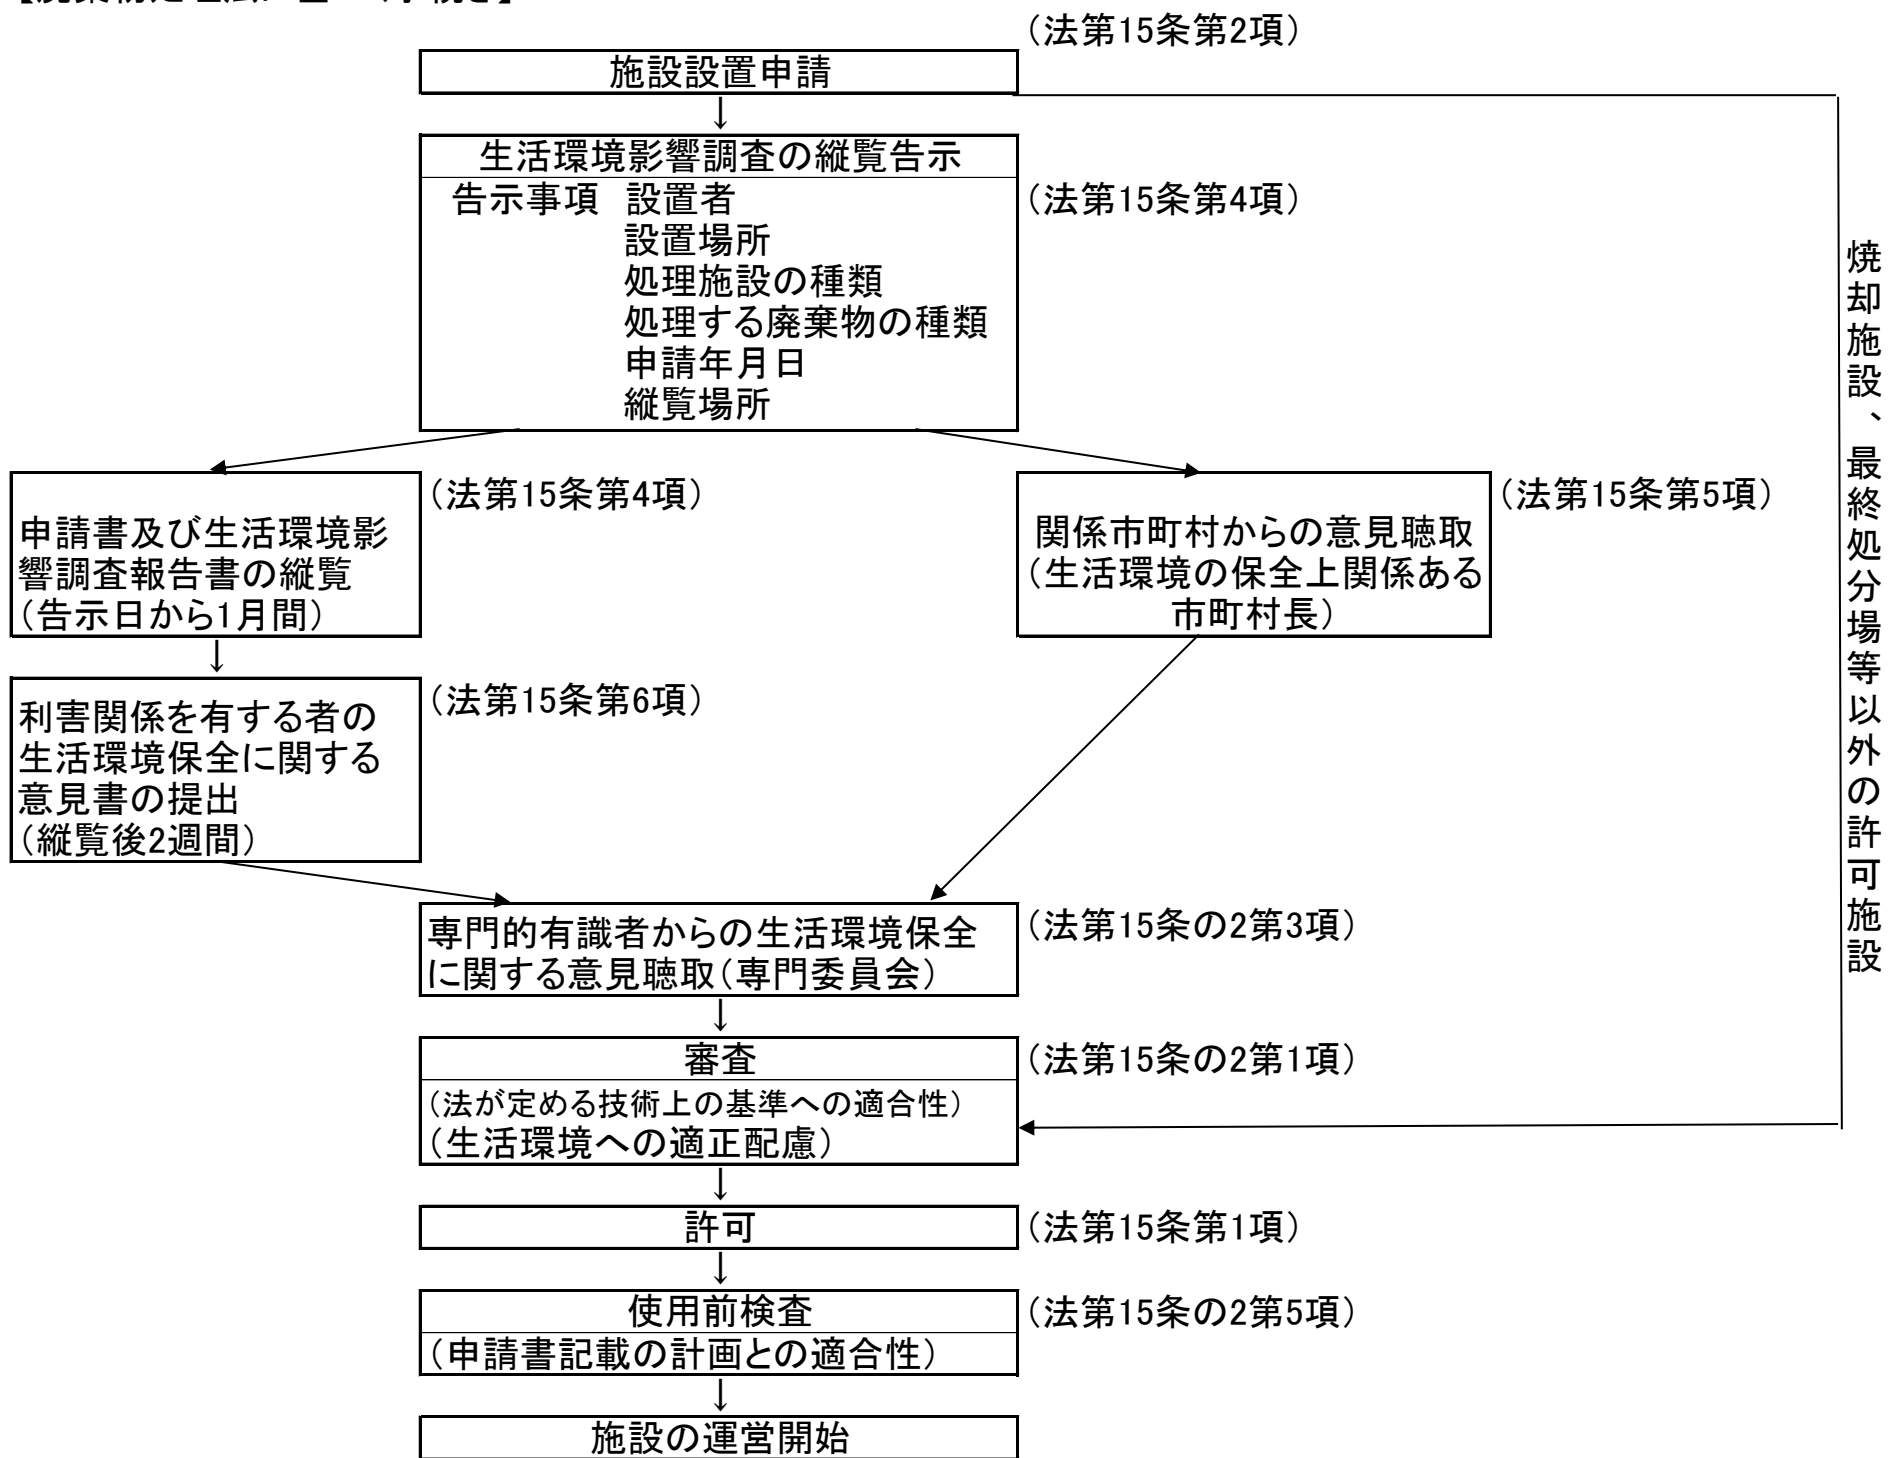 (法第15条第2項)
施設設置申請
↓
生活環境影響調査の縦覧告示
告示事項 設置者
(法第15条第4項)
設置場所
処理施設の種類
処理する廃棄物の種類
申請年月日
縦覧場所
(法第15条第4項)
申請書及び生活環境影
響調査報告書の縦覧
(告示日から1月間)
↓
(法第15条第5項)
関係市町村からの意見聴取
(生活環境の保全上関係ある
市町村長)
(法第15条第6項)
利害関係を有する者の
生活環境保全に関する
意見書の提出
(縦覧後2週間)
焼却施設、最終処分場等以外の許可施設
専門的有識者からの生活環境保全
に関する意見聴取(専門委員会)
(法第15条の2第3項)
↓
審査
(法第15条の2第1項)
(法が定める技術上の基準への適合性)
(生活環境への適正配慮)
↓
許可
(法第15条第1項)
↓
使用前検査
(法第15条の2第5項)
(申請書記載の計画との適合性)
↓
施設の運営開始